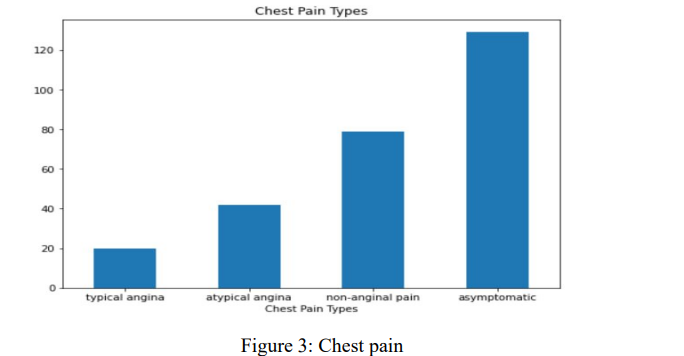 Chest Pain Types
120
100
80
60
40
20
0
typical angina atypical angina non-anginal pain asymptomatic
Chest Pain Types
Figure 3: Chest pain